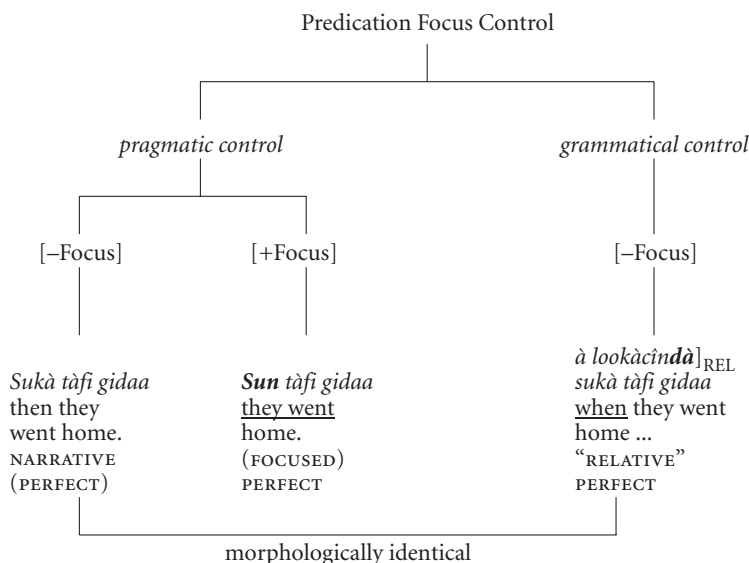 Predication Focus Control
pragmatic control
grammatical control
[–Focus]
[+Focus]
[–Focus]
Sukà tàfi gidaa
then they
went home.
NARRATIVE
(PERFECT)
Sun tàfi gidaa
they went
home.
(FOCUSED)
PERFECT
à lookàcîndà]REL
sukà tàfi gidaa
when they went
home ...
“RELATIVE”
PERFECT
morphologically identical